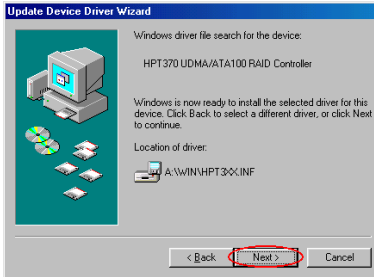 Update Device Driver Wizard
Windows driver file search for the device:
HPT370 UDMA/ATA100 RAID Controller
Windows is now ready to install the selected driver for this
device. Click Back to select a different driver, or click Next
to continue.
Location of driver:
A:\WIN\HPT3XX.INF
< Back Next > Cancel